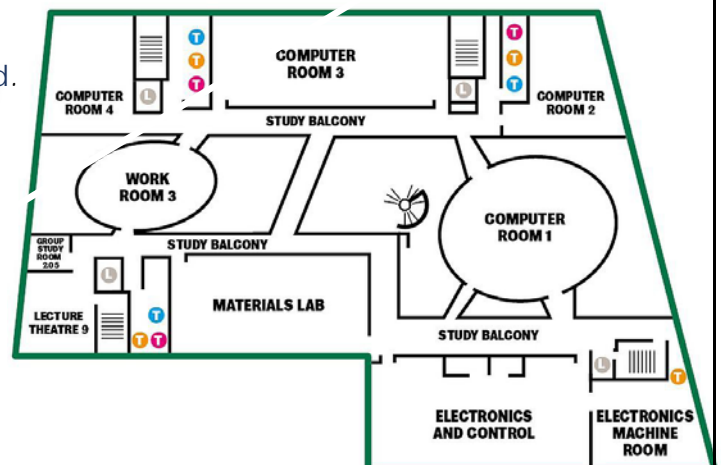 d.
COMPUTER
ROOM 3
T
T
T
T
T
T
L
L
COMPUTER
ROOM 4
COMPUTER
ROOM 2
STUDY BALCONY
WORK
ROOM 3
COMPUTER
ROOM 1
GROUP
STUDY
ROOM
205
STUDY BALCONY
L
LECTURE
THEATRE 9
T
T
T
MATERIALS LAB
STUDY BALCONY
L
T
ELECTRONICS
AND CONTROL
ELECTRONICS
MACHINE
ROOM